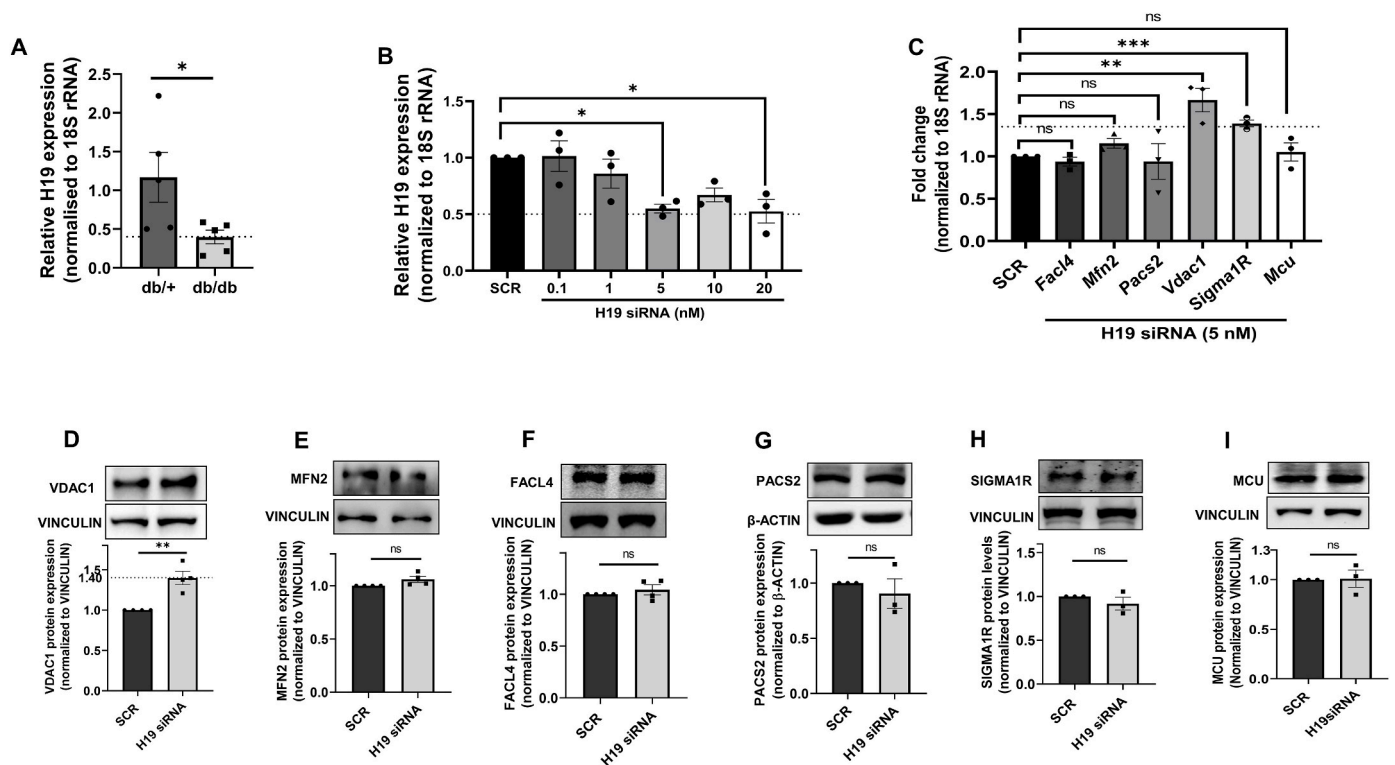 A
Relative H19 expression
(normalised to 18S rRNA)
2.5
2.0
1.5
1.0
0.5
0.0
*
db/+
db/db
B
Relative H19 expression
(normalized to 18S rRNA)
1.5
1.0
0.5
0.0
*
*
SCR
0.1
1
5
10
20
H19 siRNA (nM)
C
Fold change
(normalized to 18S rRNA)
2.0
1.5
1.0
0.5
0.0
ns
***
**
ns
ns
ns
SCR
Facl4
Mfn2
Pacs2
Vdac1
Sigma1R
Mcu
H19 siRNA (5 nM)
D
VDAC1
VINCULIN
VDAC1 protein expression
(normalized to VINCULIN)
1.5
1.40
1.0
0.5
0.0
**
SCR
H19 siRNA
E
MFN2
VINCULIN
MFN2 protein expression
(normalized to VINCULIN)
1.0
0.5
0.0
ns
SCR
H19 siRNA
F
FACL4
VINCULIN
FACL4 protein expression
(normalized to VINCULIN)
1.0
0.5
0.0
ns
SCR
H19 siRNA
G
PACS2
β-ACTIN
PACS2 protein expression
(normalized to β-ACTIN)
1.0
0.5
0.0
ns
SCR
H19 siRNA
H
SIGMA1R
VINCULIN
SIGMA1R protein levels
(normalized to VINCULIN)
1.5
1.0
0.5
0.0
ns
SCR
H19 siRNA
I
MCU
VINCULIN
MCU protein expression
(Normalized to VINCULIN)
1.3
1.0
0.5
0.0
ns
SCR
H19siRNA